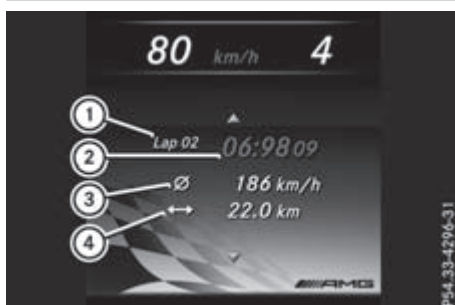 80 km/h 4
1
Lap 02 06:98 09
2
3
Ø 186 km/h
↔ 22.0 km
4
AMG
P54.33-4296-31